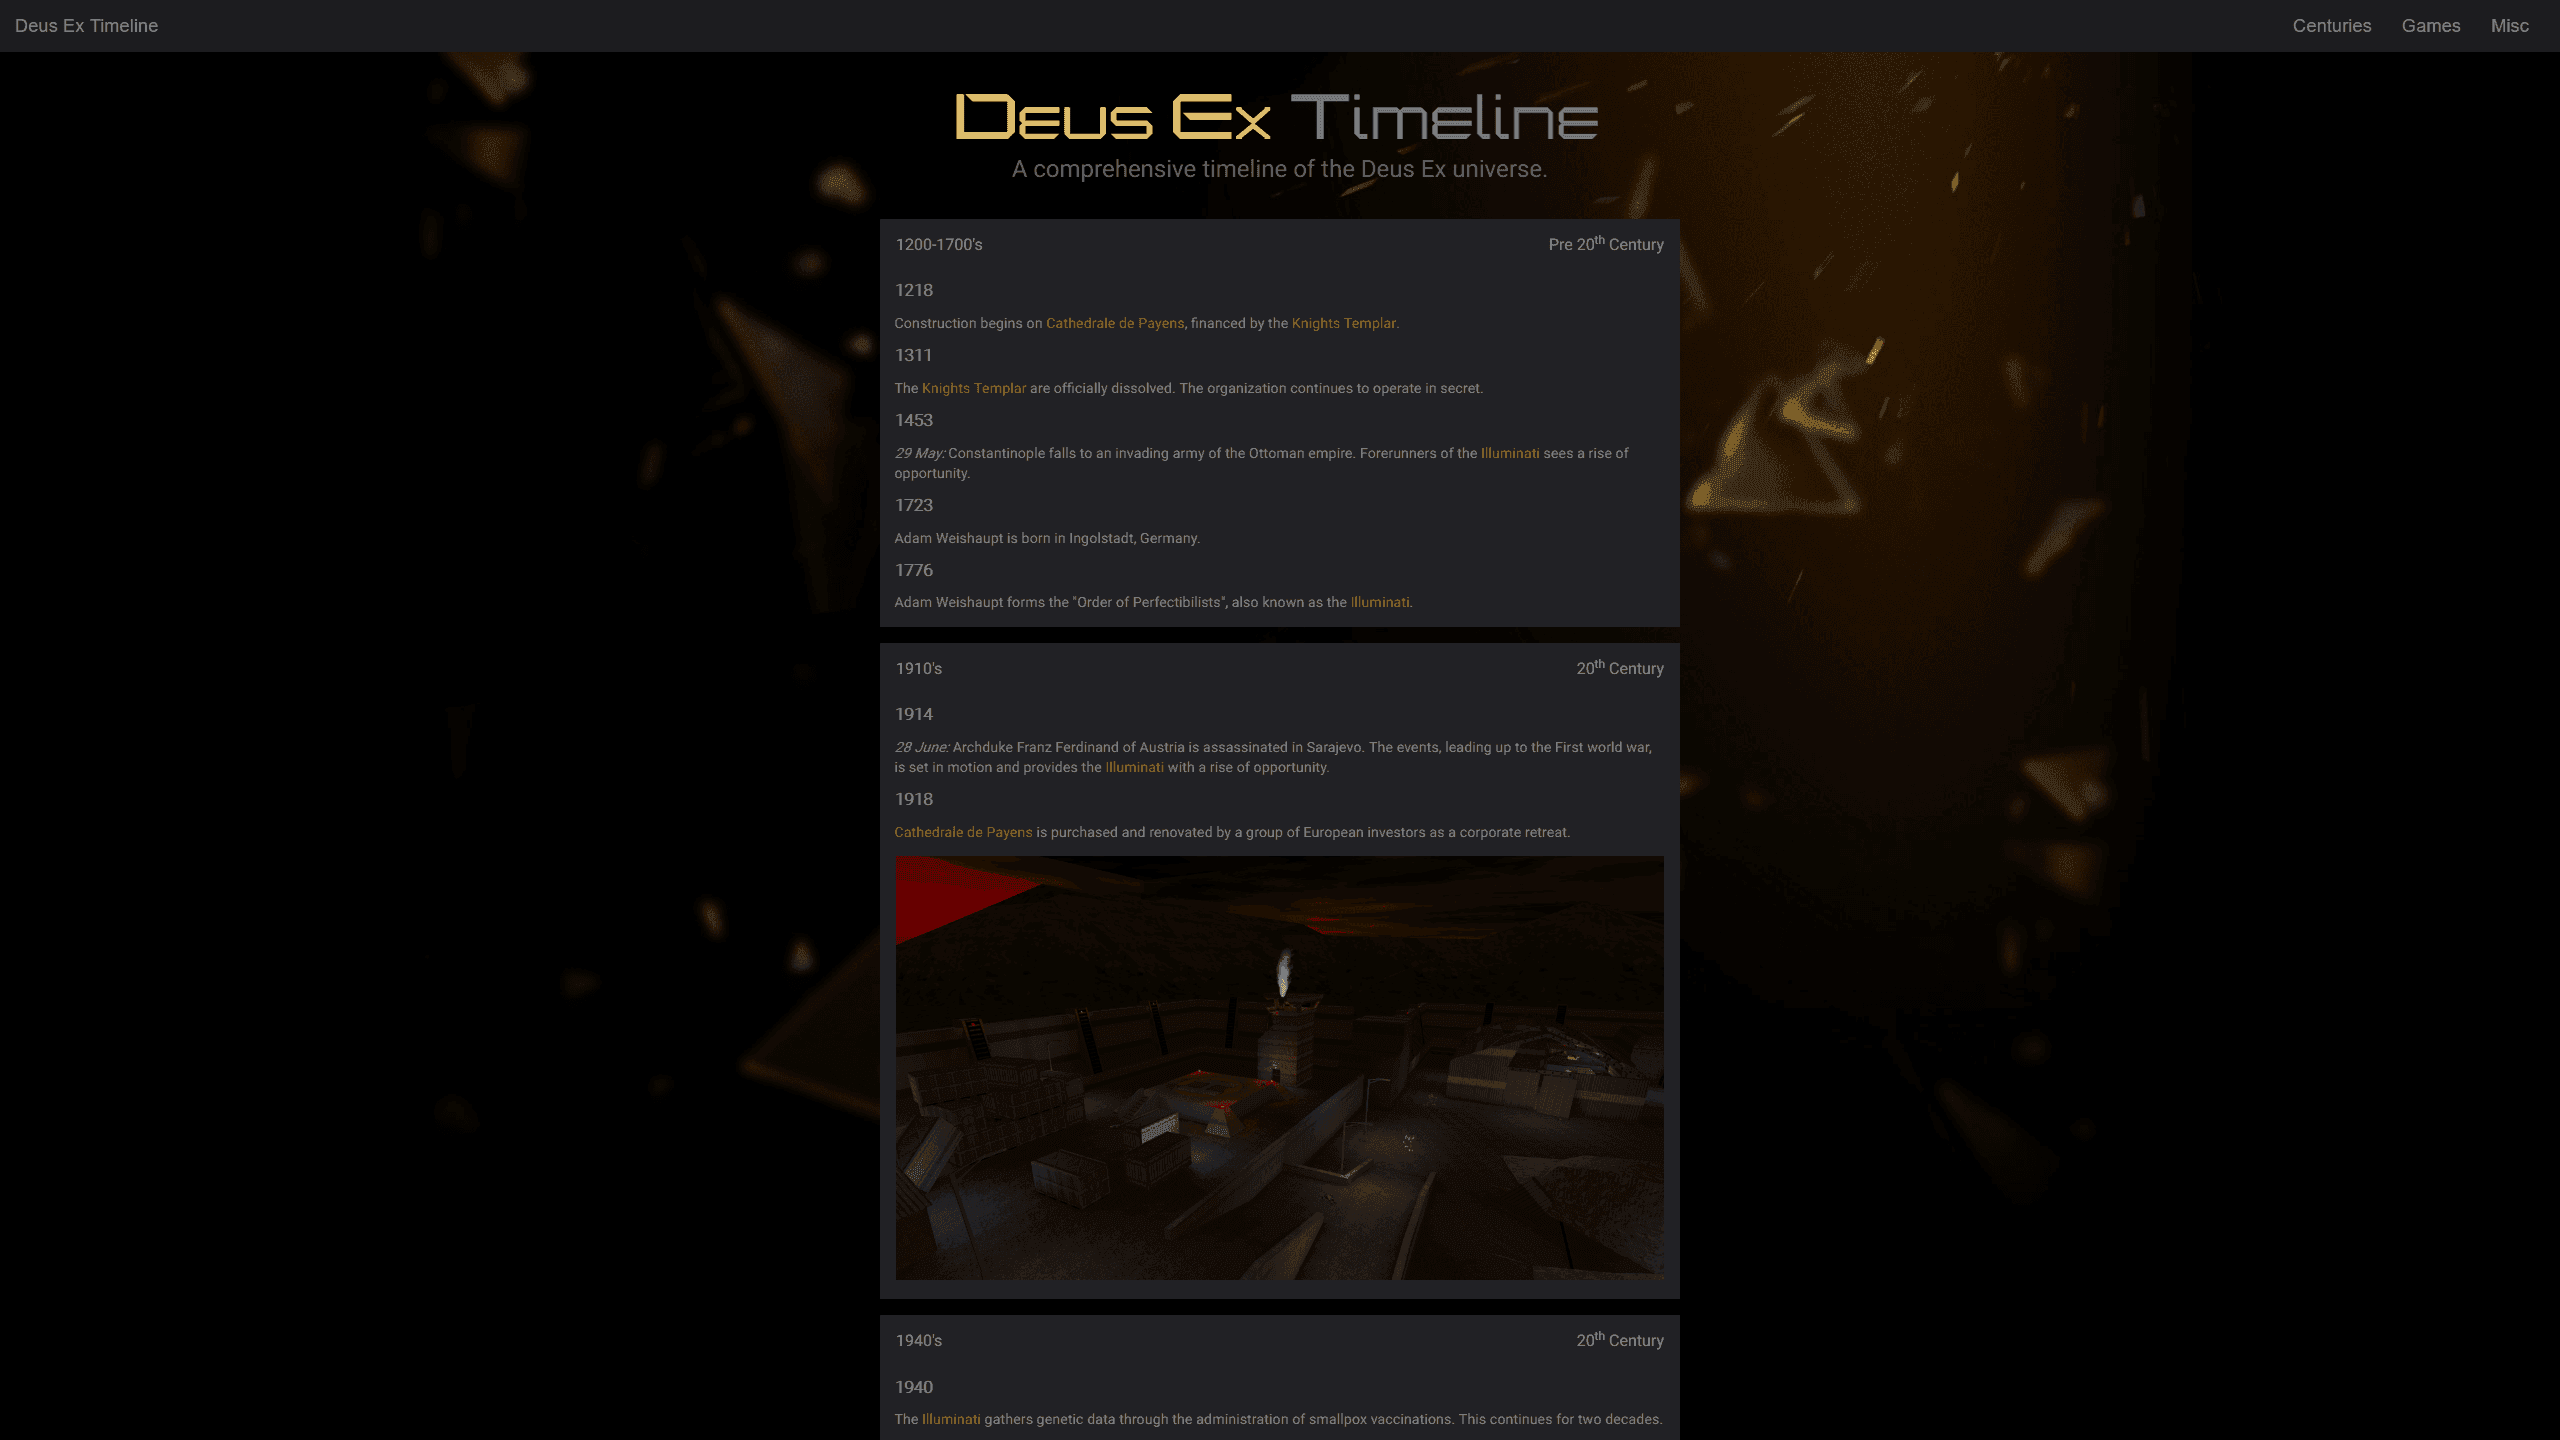 Deus Ex Timeline
Centuries Games Misc
Deus Ex Timeline
A comprehensive timeline of the Deus Ex universe.
1200-1700's Pre 20th Century
1218
Construction begins on Cathedrale de Payens, financed by the Knights Templar.
1311
The Knights Templar are officially dissolved. The organization continues to operate in secret.
1453
29 May: Constantinople falls to an invading army of the Ottoman empire. Forerunners of the Illuminati sees a rise of
opportunity.
1723
Adam Weishaupt is born in Ingolstadt, Germany.
1776
Adam Weishaupt forms the "Order of Perfectibilists", also known as the Illuminati.
1910's 20th Century
1914
28 June: Archduke Franz Ferdinand of Austria is assassinated in Sarajevo. The events, leading up to the First world war,
is set in motion and provides the Illuminati with a rise of opportunity.
1918
Cathedrale de Payens is purchased and renovated by a group of European investors as a corporate retreat.
1940's 20th Century
1940
The Illuminati gathers genetic data through the administration of smallpox vaccinations. This continues for two decades.